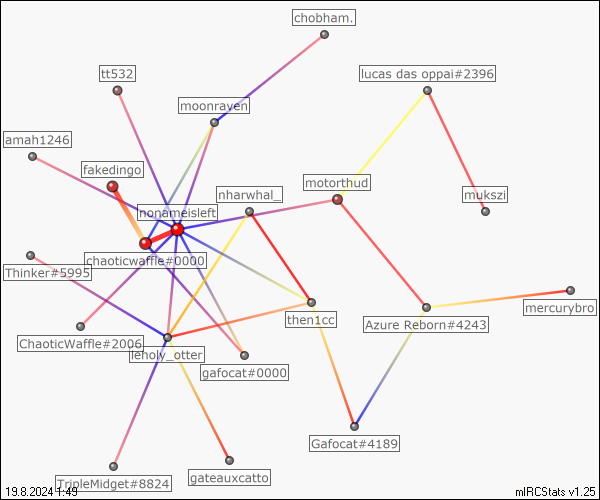 chobham.
tt532
lucas das oppai#2396
moonraven
amah1246
fakedingo
nharwhal_
motorthud
mukszi
nonameisleft
chaoticwaffle#0000
Thinker#5995
mercurybro
then1cc
Azure Reborn#4243
ChaoticWaffle#2006
leholy_otter
gafocat#0000
Gafocat#4189
gateauxcatto
TripleMidget#8824
19.8.2024 1:49
mIRCStats v1.25